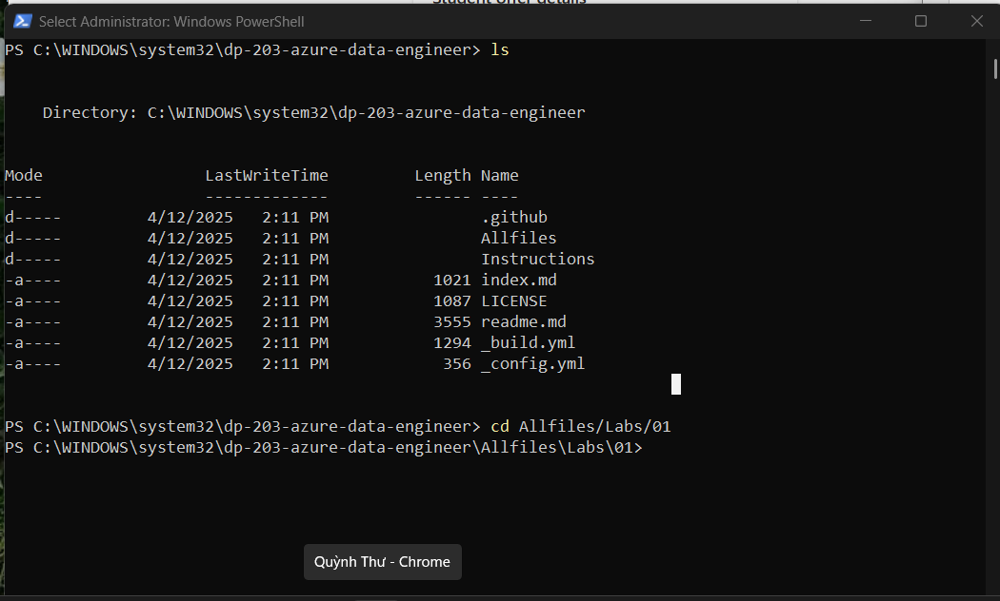 Student offer details
Select Administrator: Windows PowerShell
PS C:\WINDOWS\system32\dp-203-azure-data-engineer> ls
Directory: C:\WINDOWS\system32\dp-203-azure-data-engineer
Mode                 LastWriteTime         Length Name
----                 -------------         ------ ----
d-----         4/12/2025   2:11 PM                .github
d-----         4/12/2025   2:11 PM                Allfiles
d-----         4/12/2025   2:11 PM                Instructions
-a----         4/12/2025   2:11 PM           1021 index.md
-a----         4/12/2025   2:11 PM           1087 LICENSE
-a----         4/12/2025   2:11 PM           3555 readme.md
-a----         4/12/2025   2:11 PM           1294 _build.yml
-a----         4/12/2025   2:11 PM            356 _config.yml
PS C:\WINDOWS\system32\dp-203-azure-data-engineer> cd Allfiles/Labs/01
PS C:\WINDOWS\system32\dp-203-azure-data-engineer\Allfiles\Labs\01>
Quỳnh Thư - Chrome